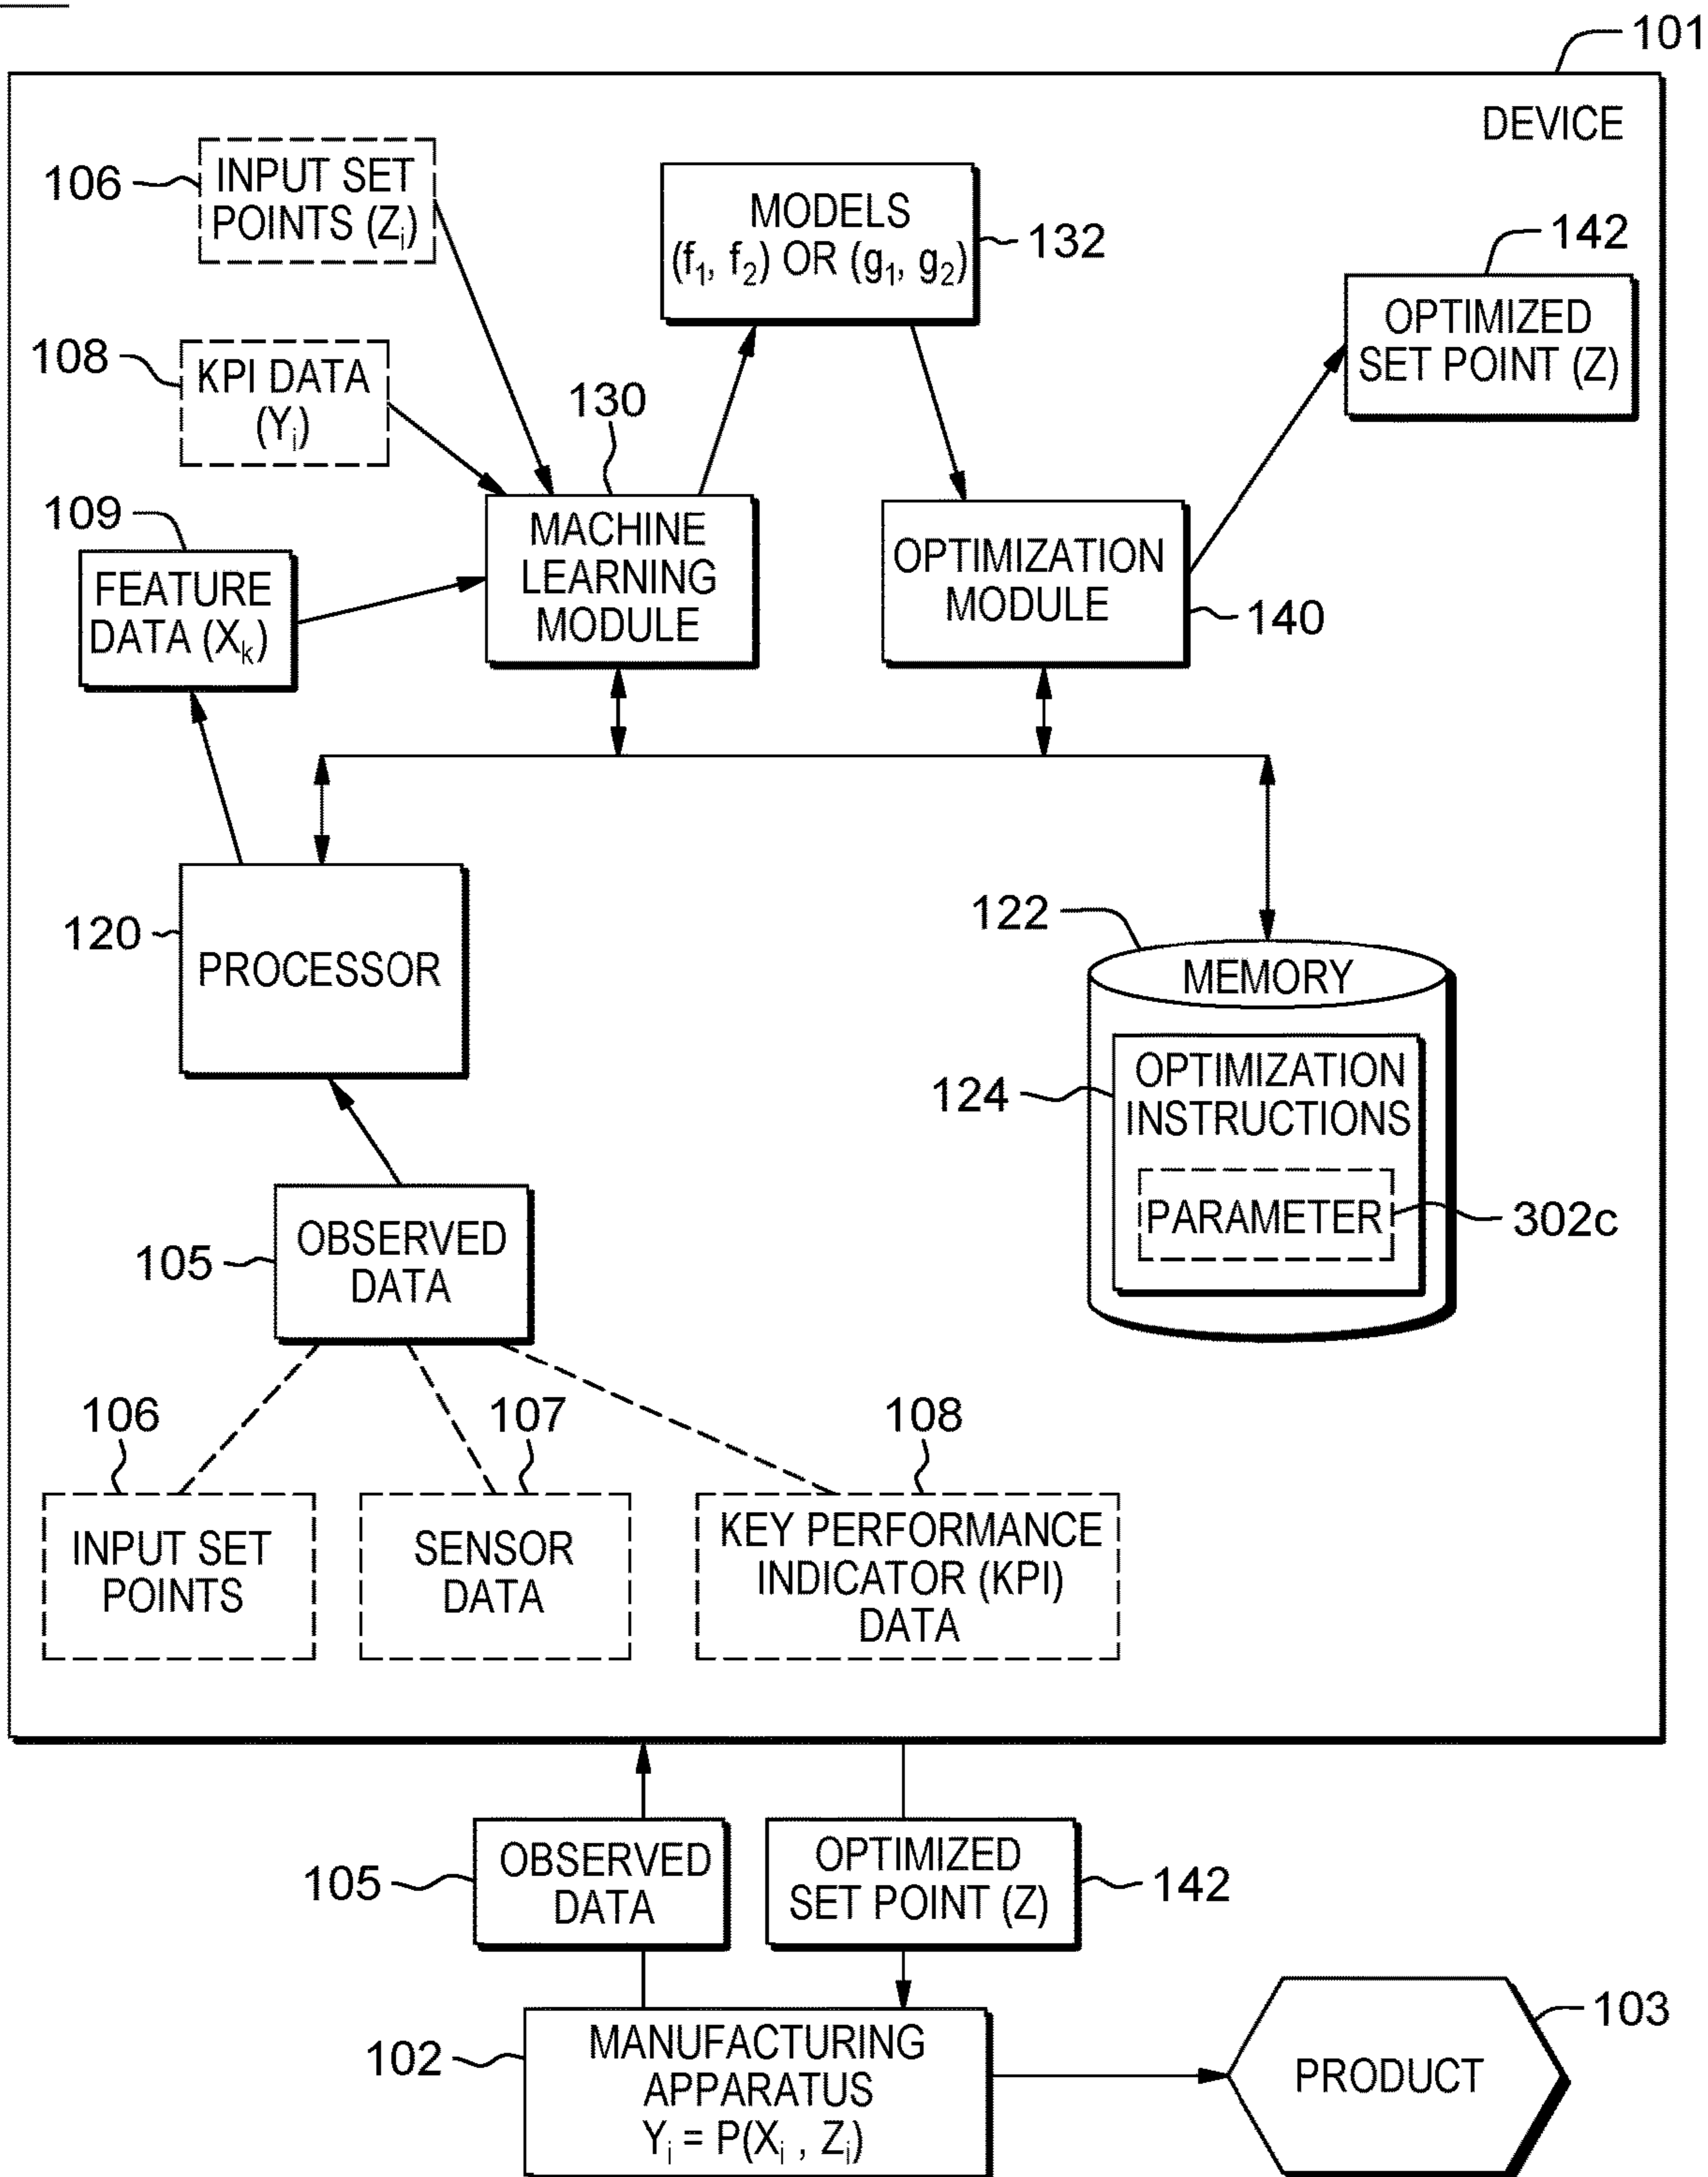 101
DEVICE
106
INPUT SET
POINTS (Zi)
MODELS
(f1, f2) OR (g1, g2)
132
142
OPTIMIZED
SET POINT (Z)
108
KPI DATA
(Yi)
130
109
FEATURE
DATA (Xk)
MACHINE
LEARNING
MODULE
OPTIMIZATION
MODULE
140
120
PROCESSOR
122
MEMORY
124
OPTIMIZATION
INSTRUCTIONS
PARAMETER
302c
105
OBSERVED
DATA
106
107
108
INPUT SET
POINTS
SENSOR
DATA
KEY PERFORMANCE
INDICATOR (KPI)
DATA
105
OBSERVED
DATA
OPTIMIZED
SET POINT (Z)
142
102
MANUFACTURING
APPARATUS
Yi = P(Xi , Zi)
PRODUCT
103